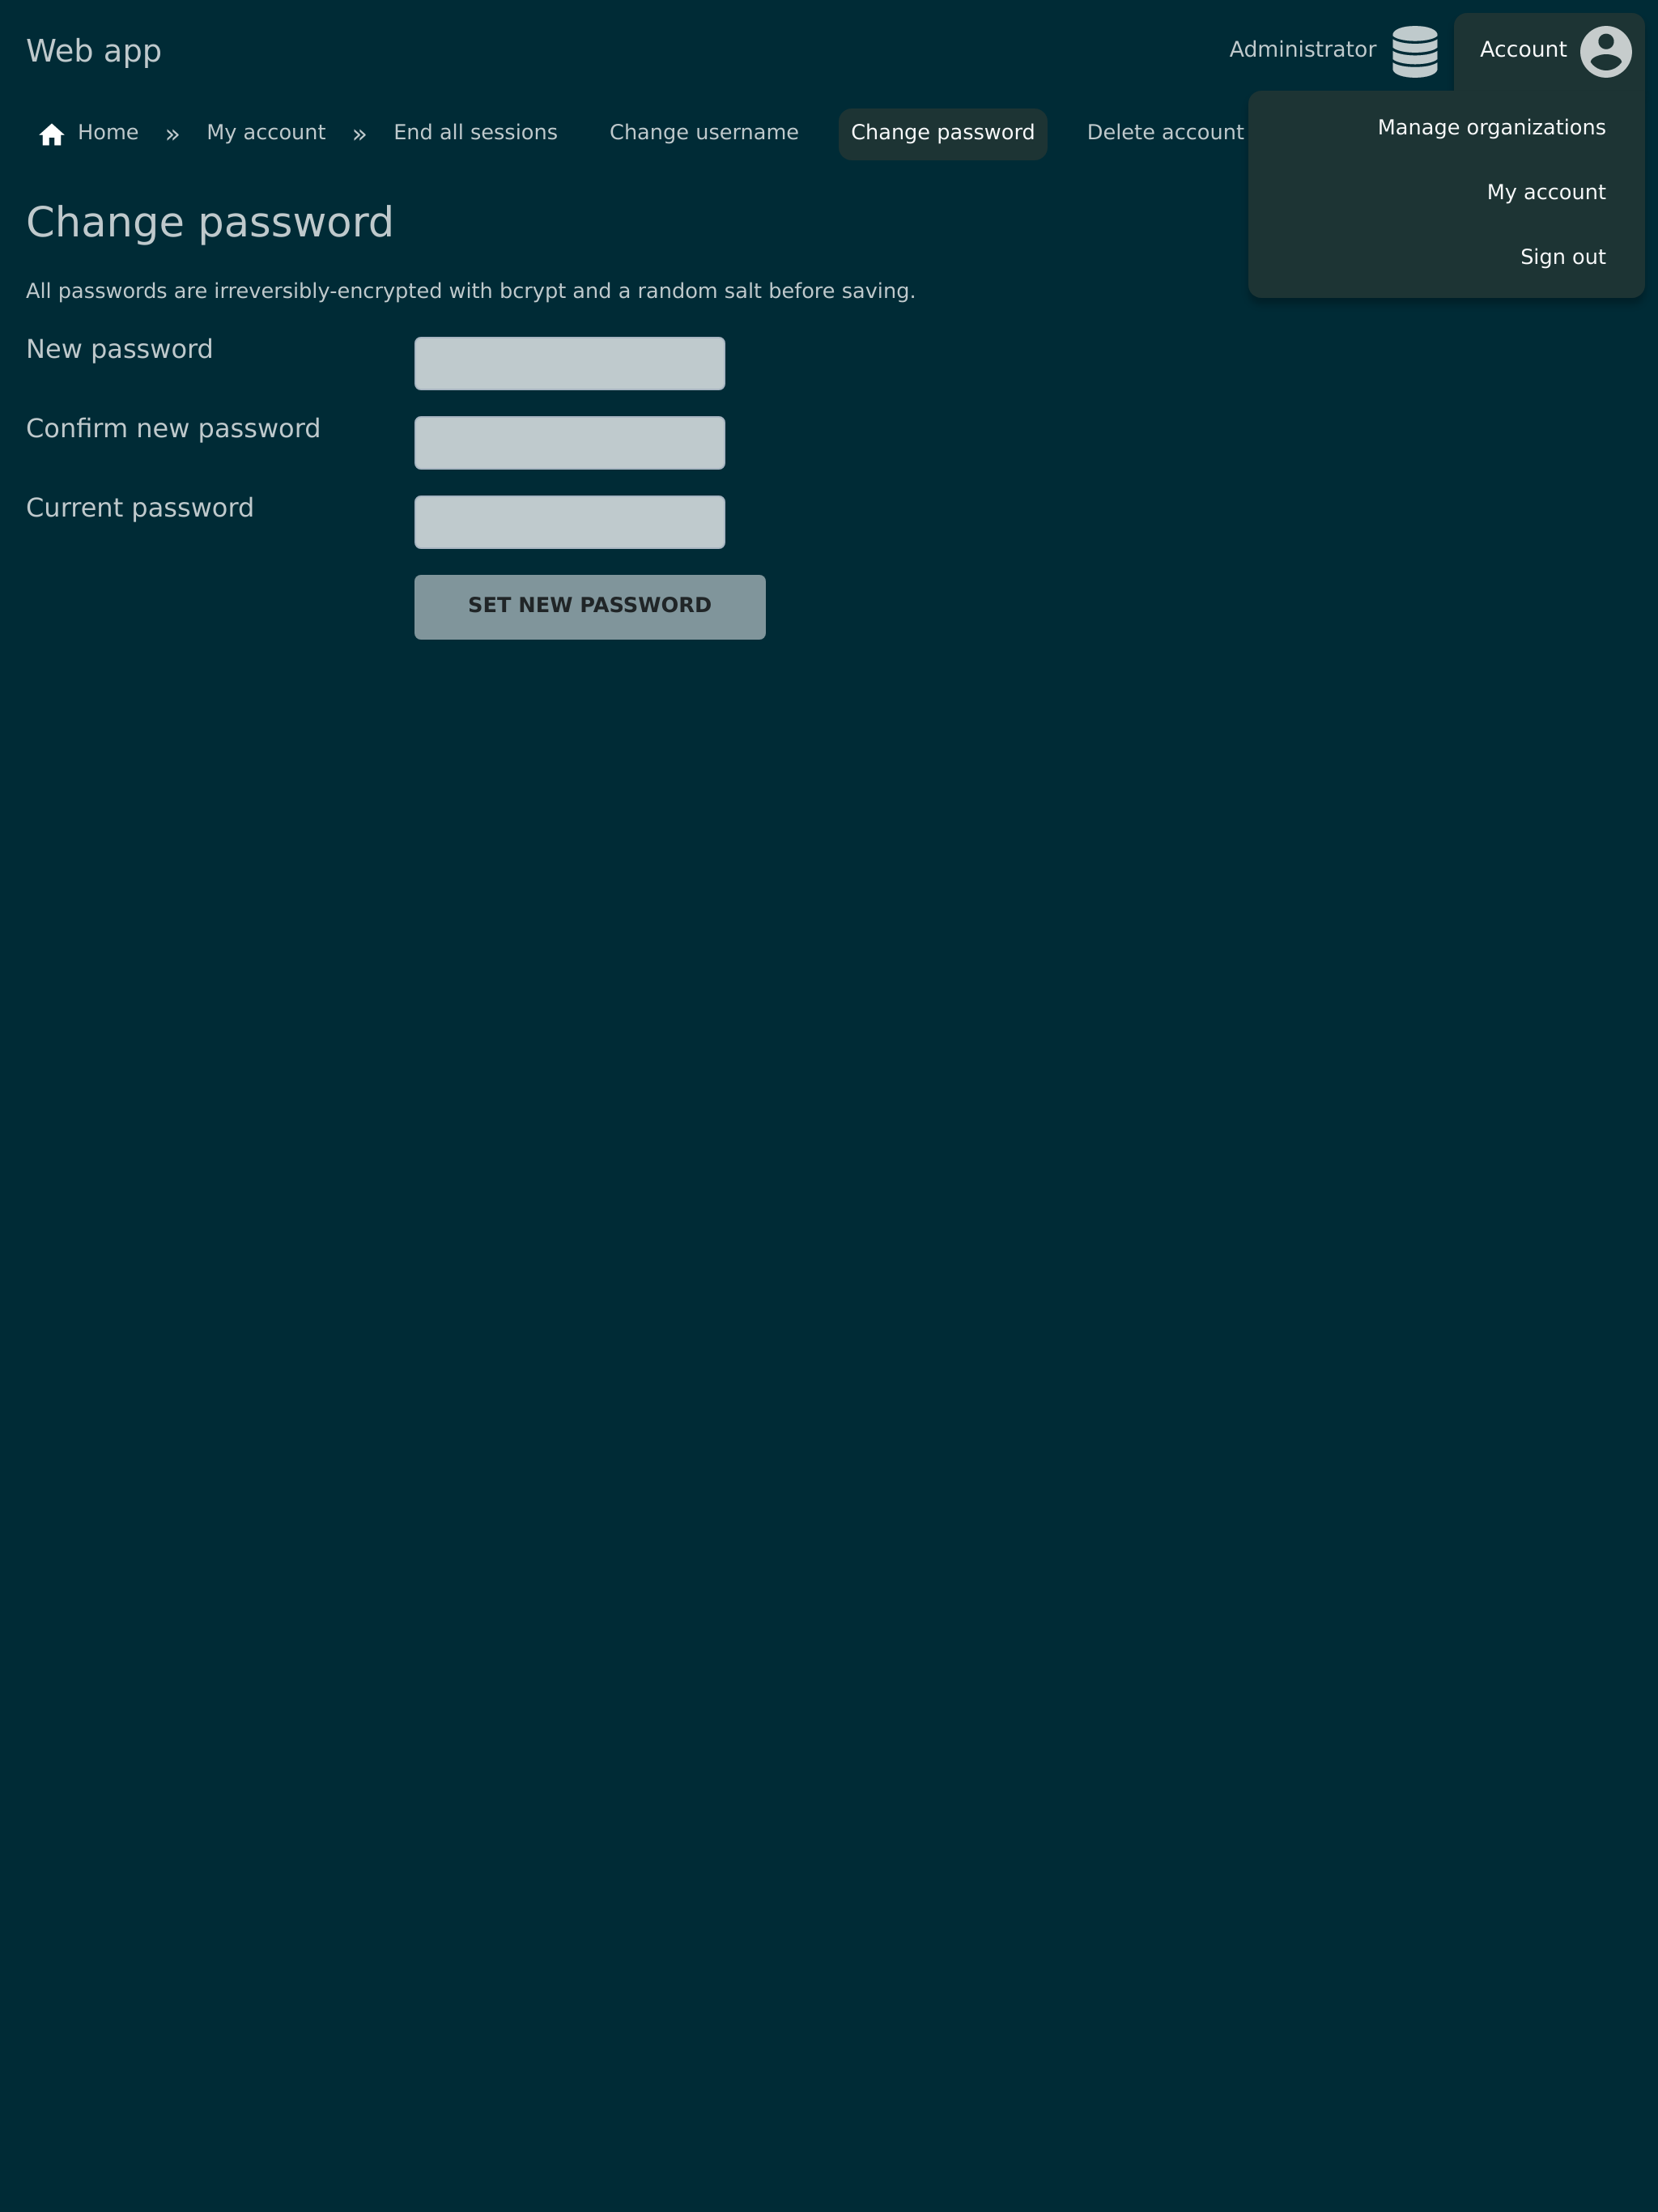 Web app
Administrator
Account
Home » My account » End all sessions Change username Change password Delete account
Manage organizations
My account
Sign out
Change password
All passwords are irreversibly-encrypted with bcrypt and a random salt before saving.
New password
Confirm new password
Current password
SET NEW PASSWORD